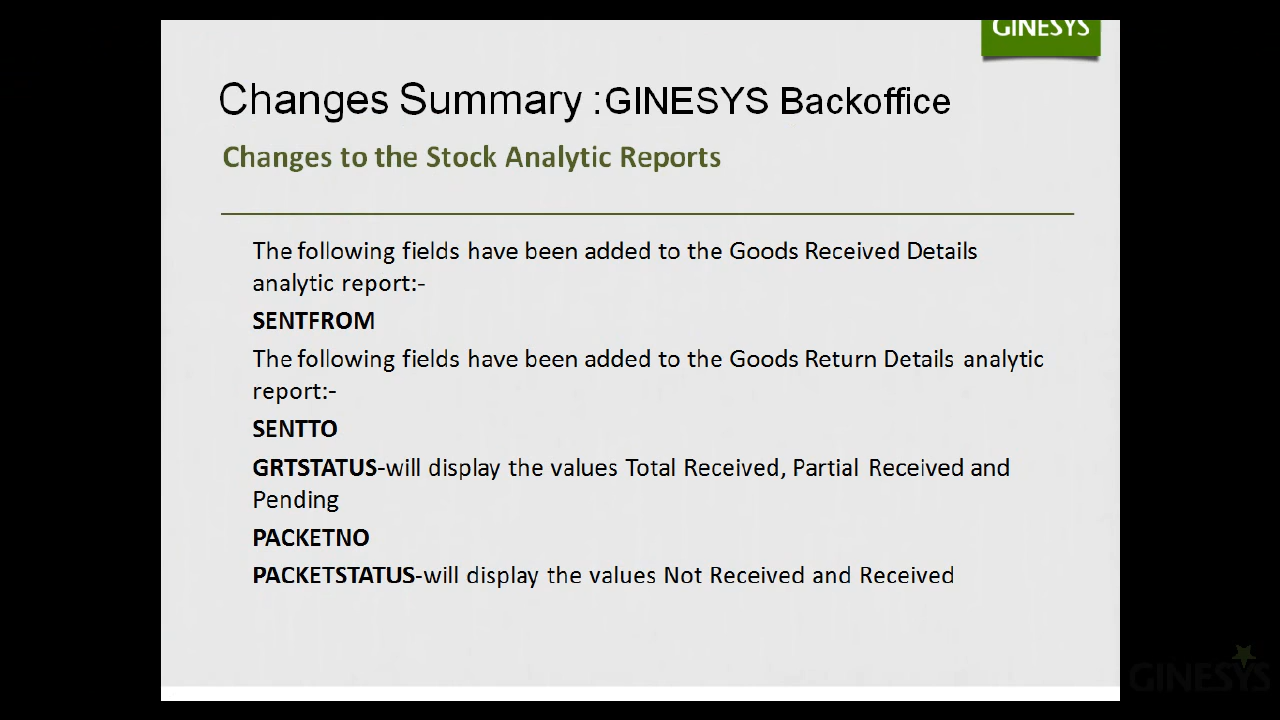 GINESYS
Changes Summary :GINESYS Backoffice
Changes to the Stock Analytic Reports
The following fields have been added to the Goods Received Details
analytic report:-
SENTFROM
The following fields have been added to the Goods Return Details analytic
report:-
SENTTO
GRTSTATUS-will display the values Total Received, Partial Received and
Pending
PACKETNO
PACKETSTATUS-will display the values Not Received and Received
GINESYS